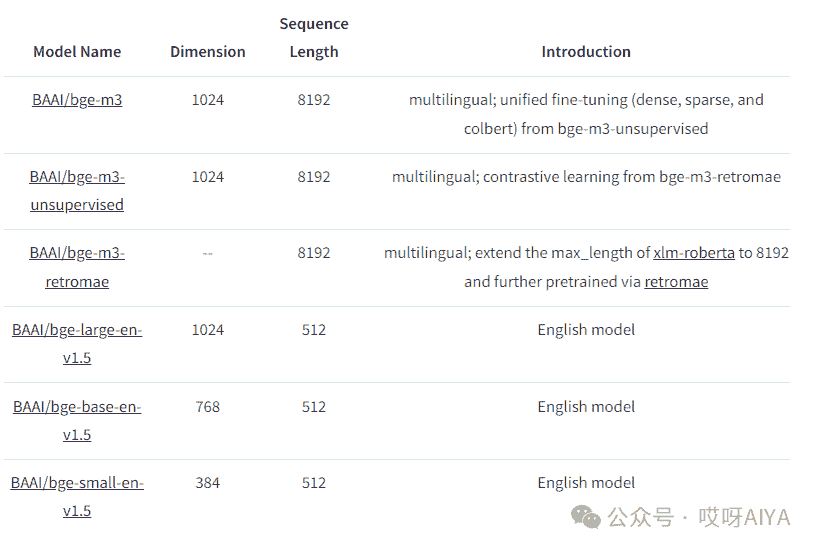 Sequence
Model Name Dimension Length Introduction
BAAI/bge-m3 1024 8192 multilingual; unified fine-tuning (dense, sparse, and
colbert) from bge-m3-unsupervised
BAAI/bge-m3- 1024 8192 multilingual; contrastive learning from bge-m3-retromae
unsupervised
BAAI/bge-m3- -- 8192 multilingual; extend the max_length of xlm-roberta to 8192
retromae and further pretrained via retromae
BAAI/bge-large-en- 1024 512 English model
v1.5
BAAI/bge-base-en- 768 512 English model
v1.5
BAAI/bge-small-en- 384 512 English model
v1.5
公众号 · 哎呀AIYA